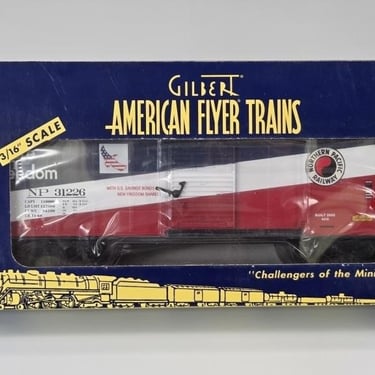 GILBERT
AMERICAN FLYER TRAINS
3/16" SCALE
edom
NP 31226
WITH U.S. SAVINGS BONDS
NEW FREEDOM SHARES
NORTHERN PACIFIC
RAILWAY
"Challengers of the Mini